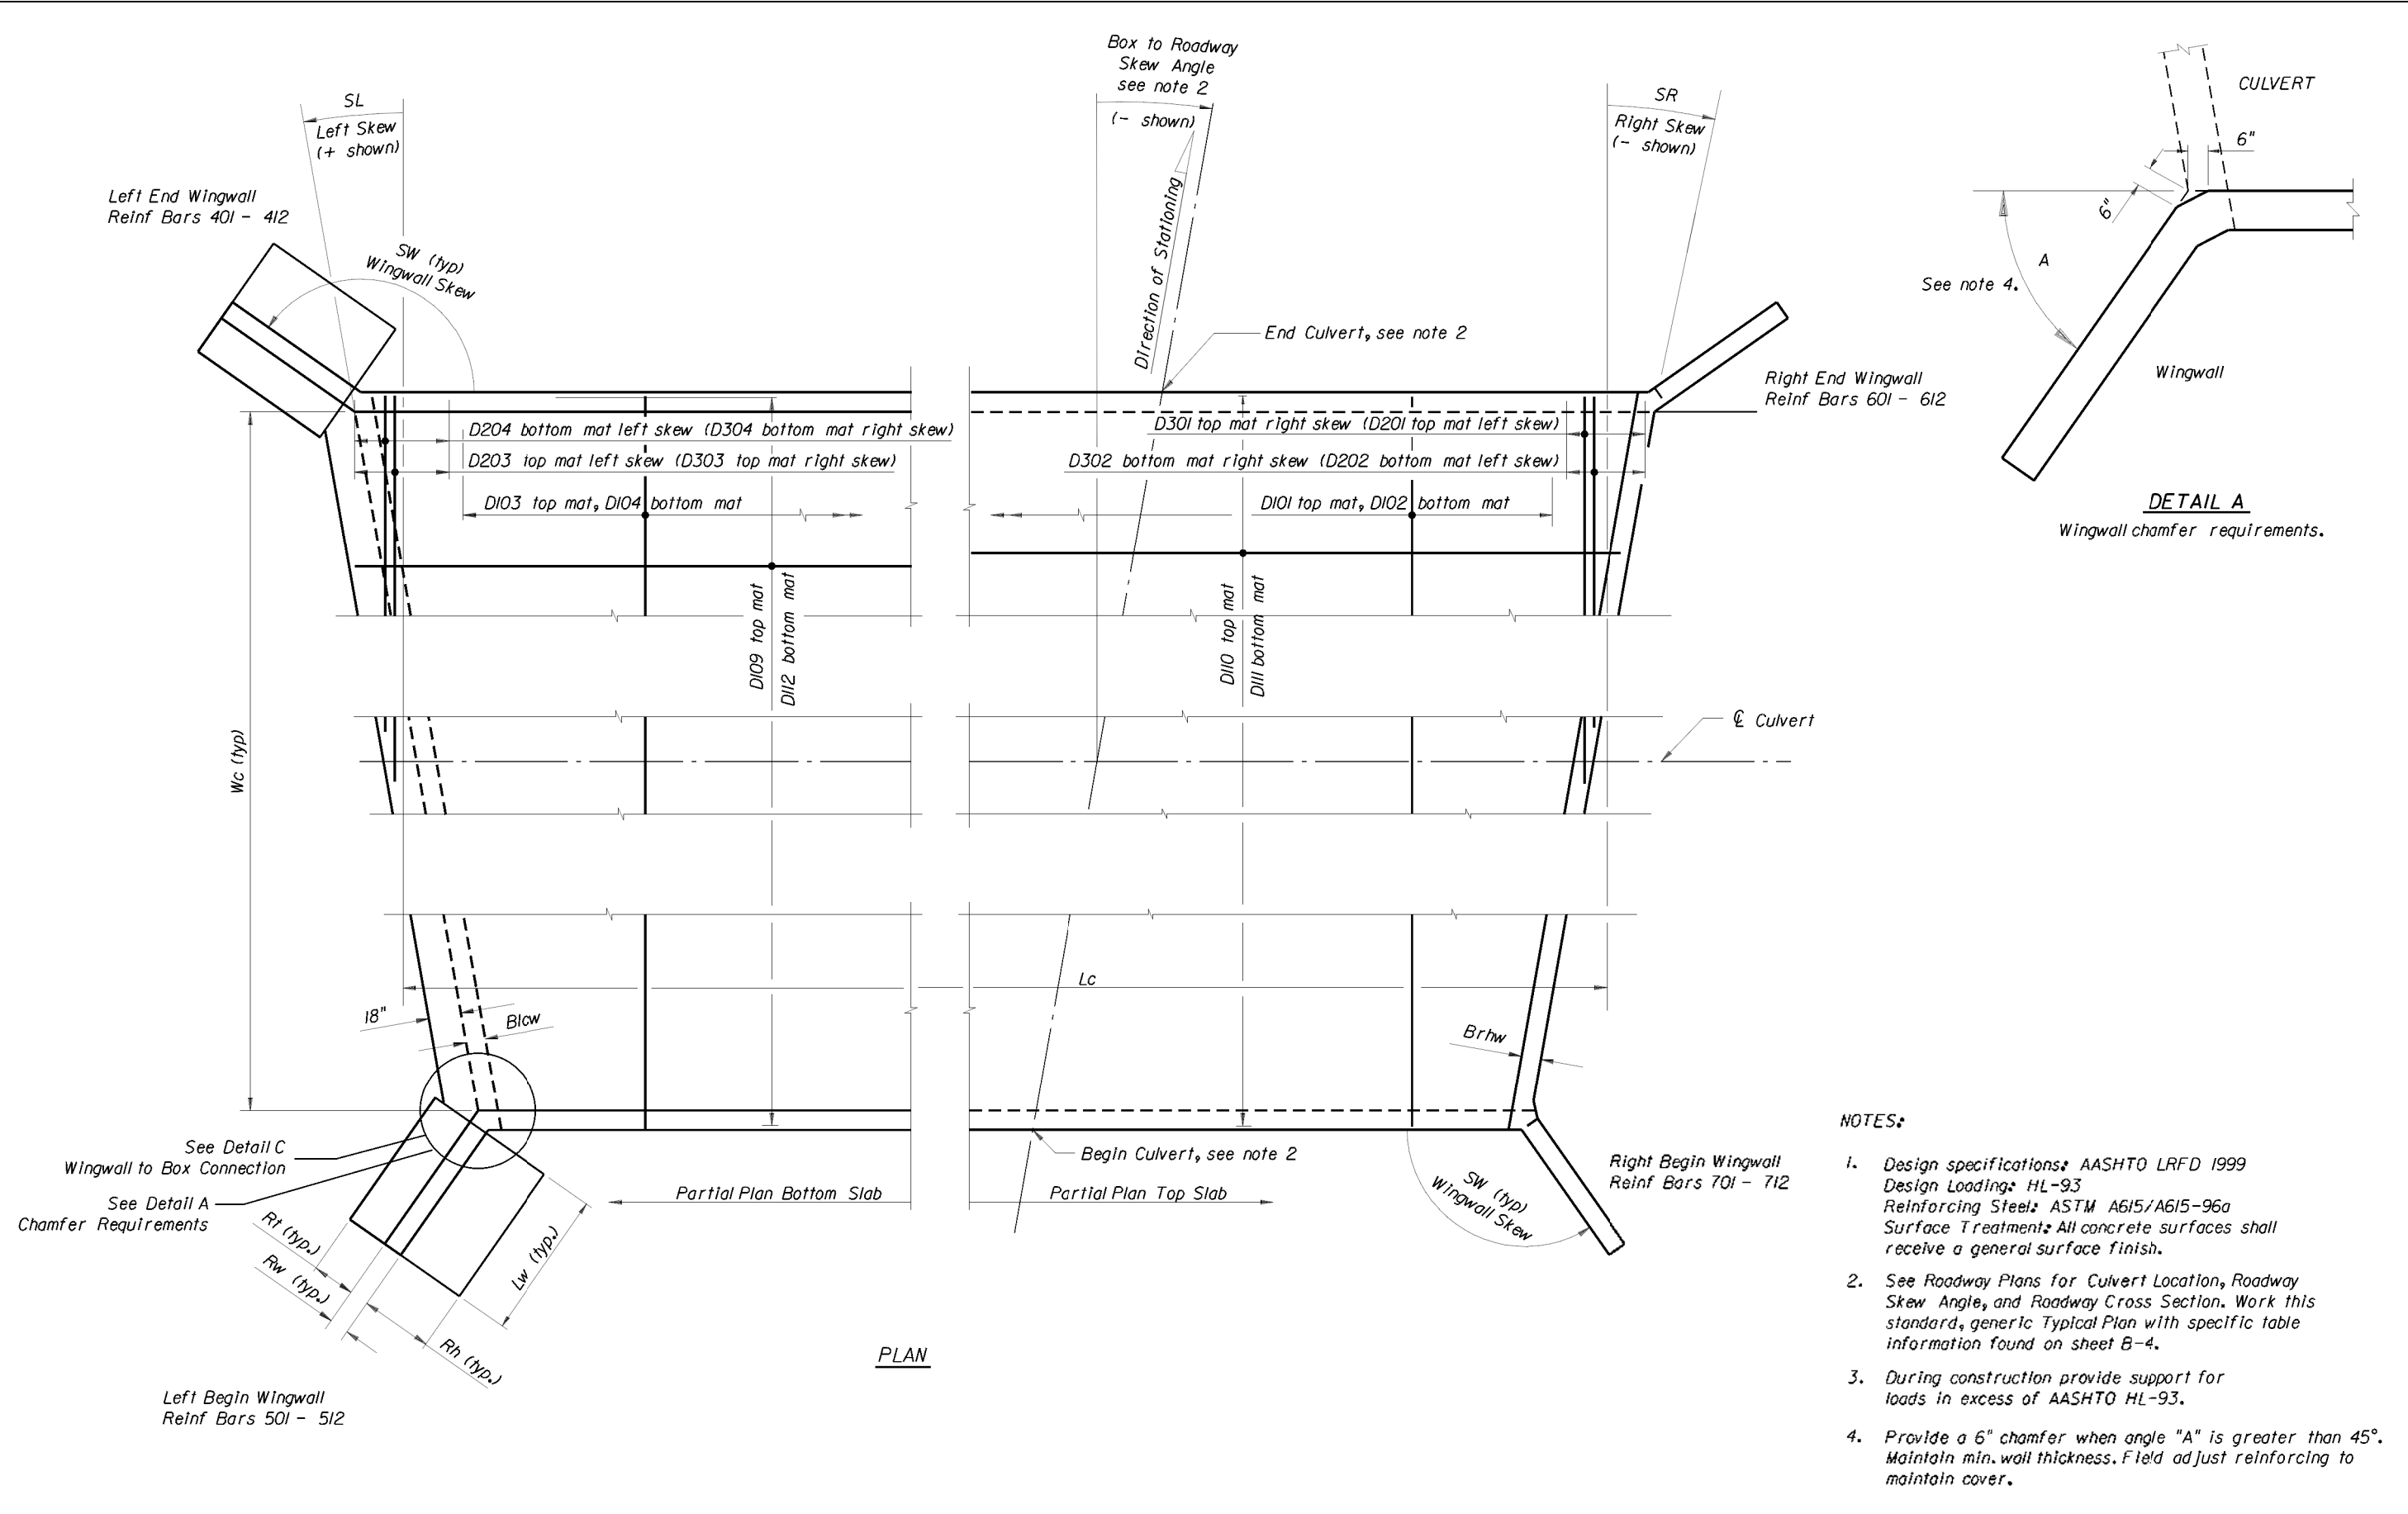 Box to Roadway
Skew Angle
see note 2
(- shown)
SL
Left Skew
(+ shown)
SR
Right Skew
(- shown)
CULVERT
6"
6"
A
See note 4.
Wingwall
DETAIL A
Wingwall chamfer requirements.
Left End Wingwall
Reinf Bars 401 - 412
SW (typ)
Wingwall Skew
Direction of Stationing
End Culvert, see note 2
Right End Wingwall
Reinf Bars 601 - 612
D204 bottom mat left skew (D304 bottom mat right skew)
D203 top mat left skew (D303 top mat right skew)
D103 top mat, D104 bottom mat
D301 top mat right skew (D201 top mat left skew)
D302 bottom mat right skew (D202 bottom mat left skew)
D101 top mat, D102 bottom mat
D109 top mat
D112 bottom mat
D110 top mat
D111 bottom mat
Wc (typ)
℄ Culvert
Lc
18"
Blcw
Brhw
See Detail C
Wingwall to Box Connection
See Detail A
Chamfer Requirements
Begin Culvert, see note 2
Partial Plan Bottom Slab
Partial Plan Top Slab
SW (typ)
Wingwall Skew
Right Begin Wingwall
Reinf Bars 701 - 712
Rt (typ.)
Rw (typ.)
Rh (typ.)
Lw (typ.)
Left Begin Wingwall
Reinf Bars 501 - 512
PLAN
NOTES:
1. Design specifications: AASHTO LRFD 1999
Design Loading: HL-93
Reinforcing Steel: ASTM A615/A615-96a
Surface Treatment: All concrete surfaces shall
receive a general surface finish.
2. See Roadway Plans for Culvert Location, Roadway
Skew Angle, and Roadway Cross Section. Work this
standard, generic Typical Plan with specific table
information found on sheet B-4.
3. During construction provide support for
loads in excess of AASHTO HL-93.
4. Provide a 6" chamfer when angle "A" is greater than 45°.
Maintain min. wall thickness. Field adjust reinforcing to
maintain cover.